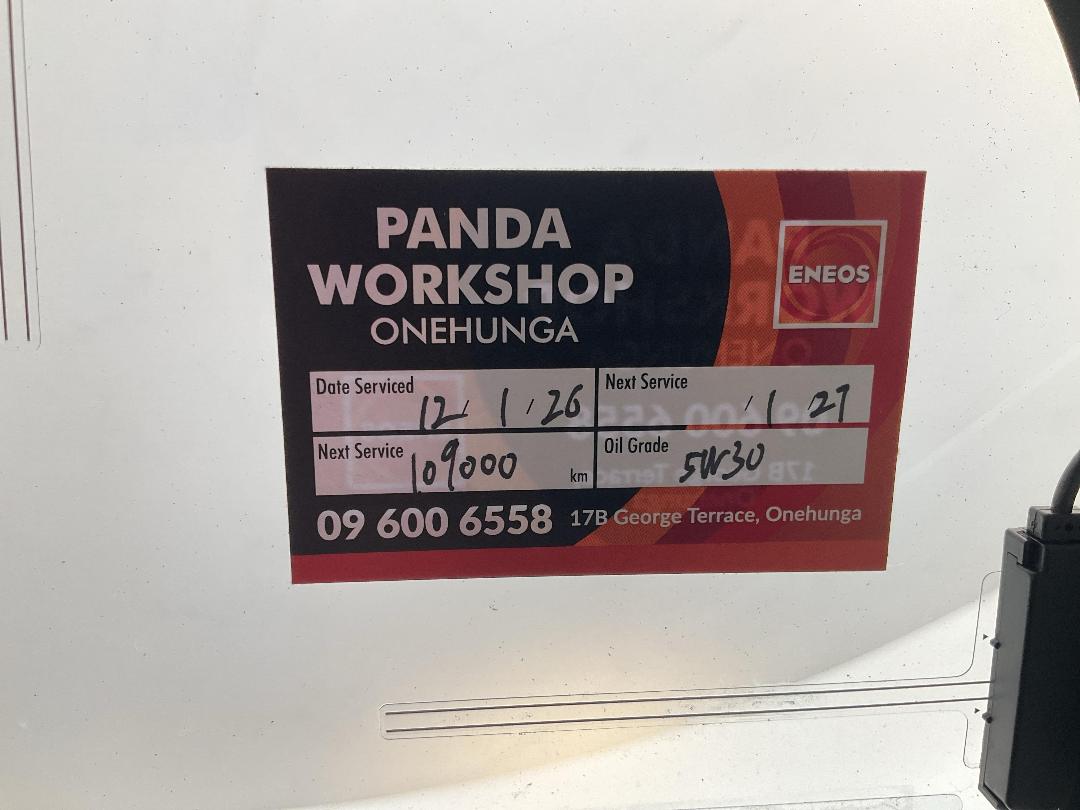 PANDA
WORKSHOP
ONEHUNGA
ENEOS
Date Serviced 12/ 1 / 26
Next Service / 1 / 27
Next Service 109000 km
Oil Grade 5W30
09 600 6558 17B George Terrace, Onehunga